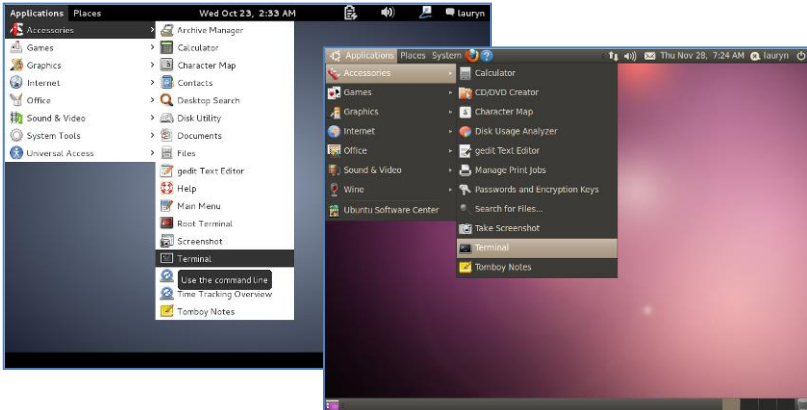 Applications Places Wed Oct 23, 2:33 AM lauryn
Accessories
Games
Graphics
Internet
Office
Sound & Video
System Tools
Universal Access
Archive Manager
Calculator
Character Map
Contacts
Desktop Search
Disk Utility
Documents
Files
gedit Text Editor
Help
Main Menu
Root Terminal
Screenshot
Terminal
Use the command line
Time Tracking Overview
Tomboy Notes
Applications Places System Thu Nov 28, 7:24 AM lauryn
Accessories
Games
Graphics
Internet
Office
Sound & Video
Wine
Ubuntu Software Center
Calculator
CD/DVD Creator
Character Map
Disk Usage Analyzer
gedit Text Editor
Manage Print Jobs
Passwords and Encryption Keys
Search for Files...
Take Screenshot
Terminal
Tomboy Notes